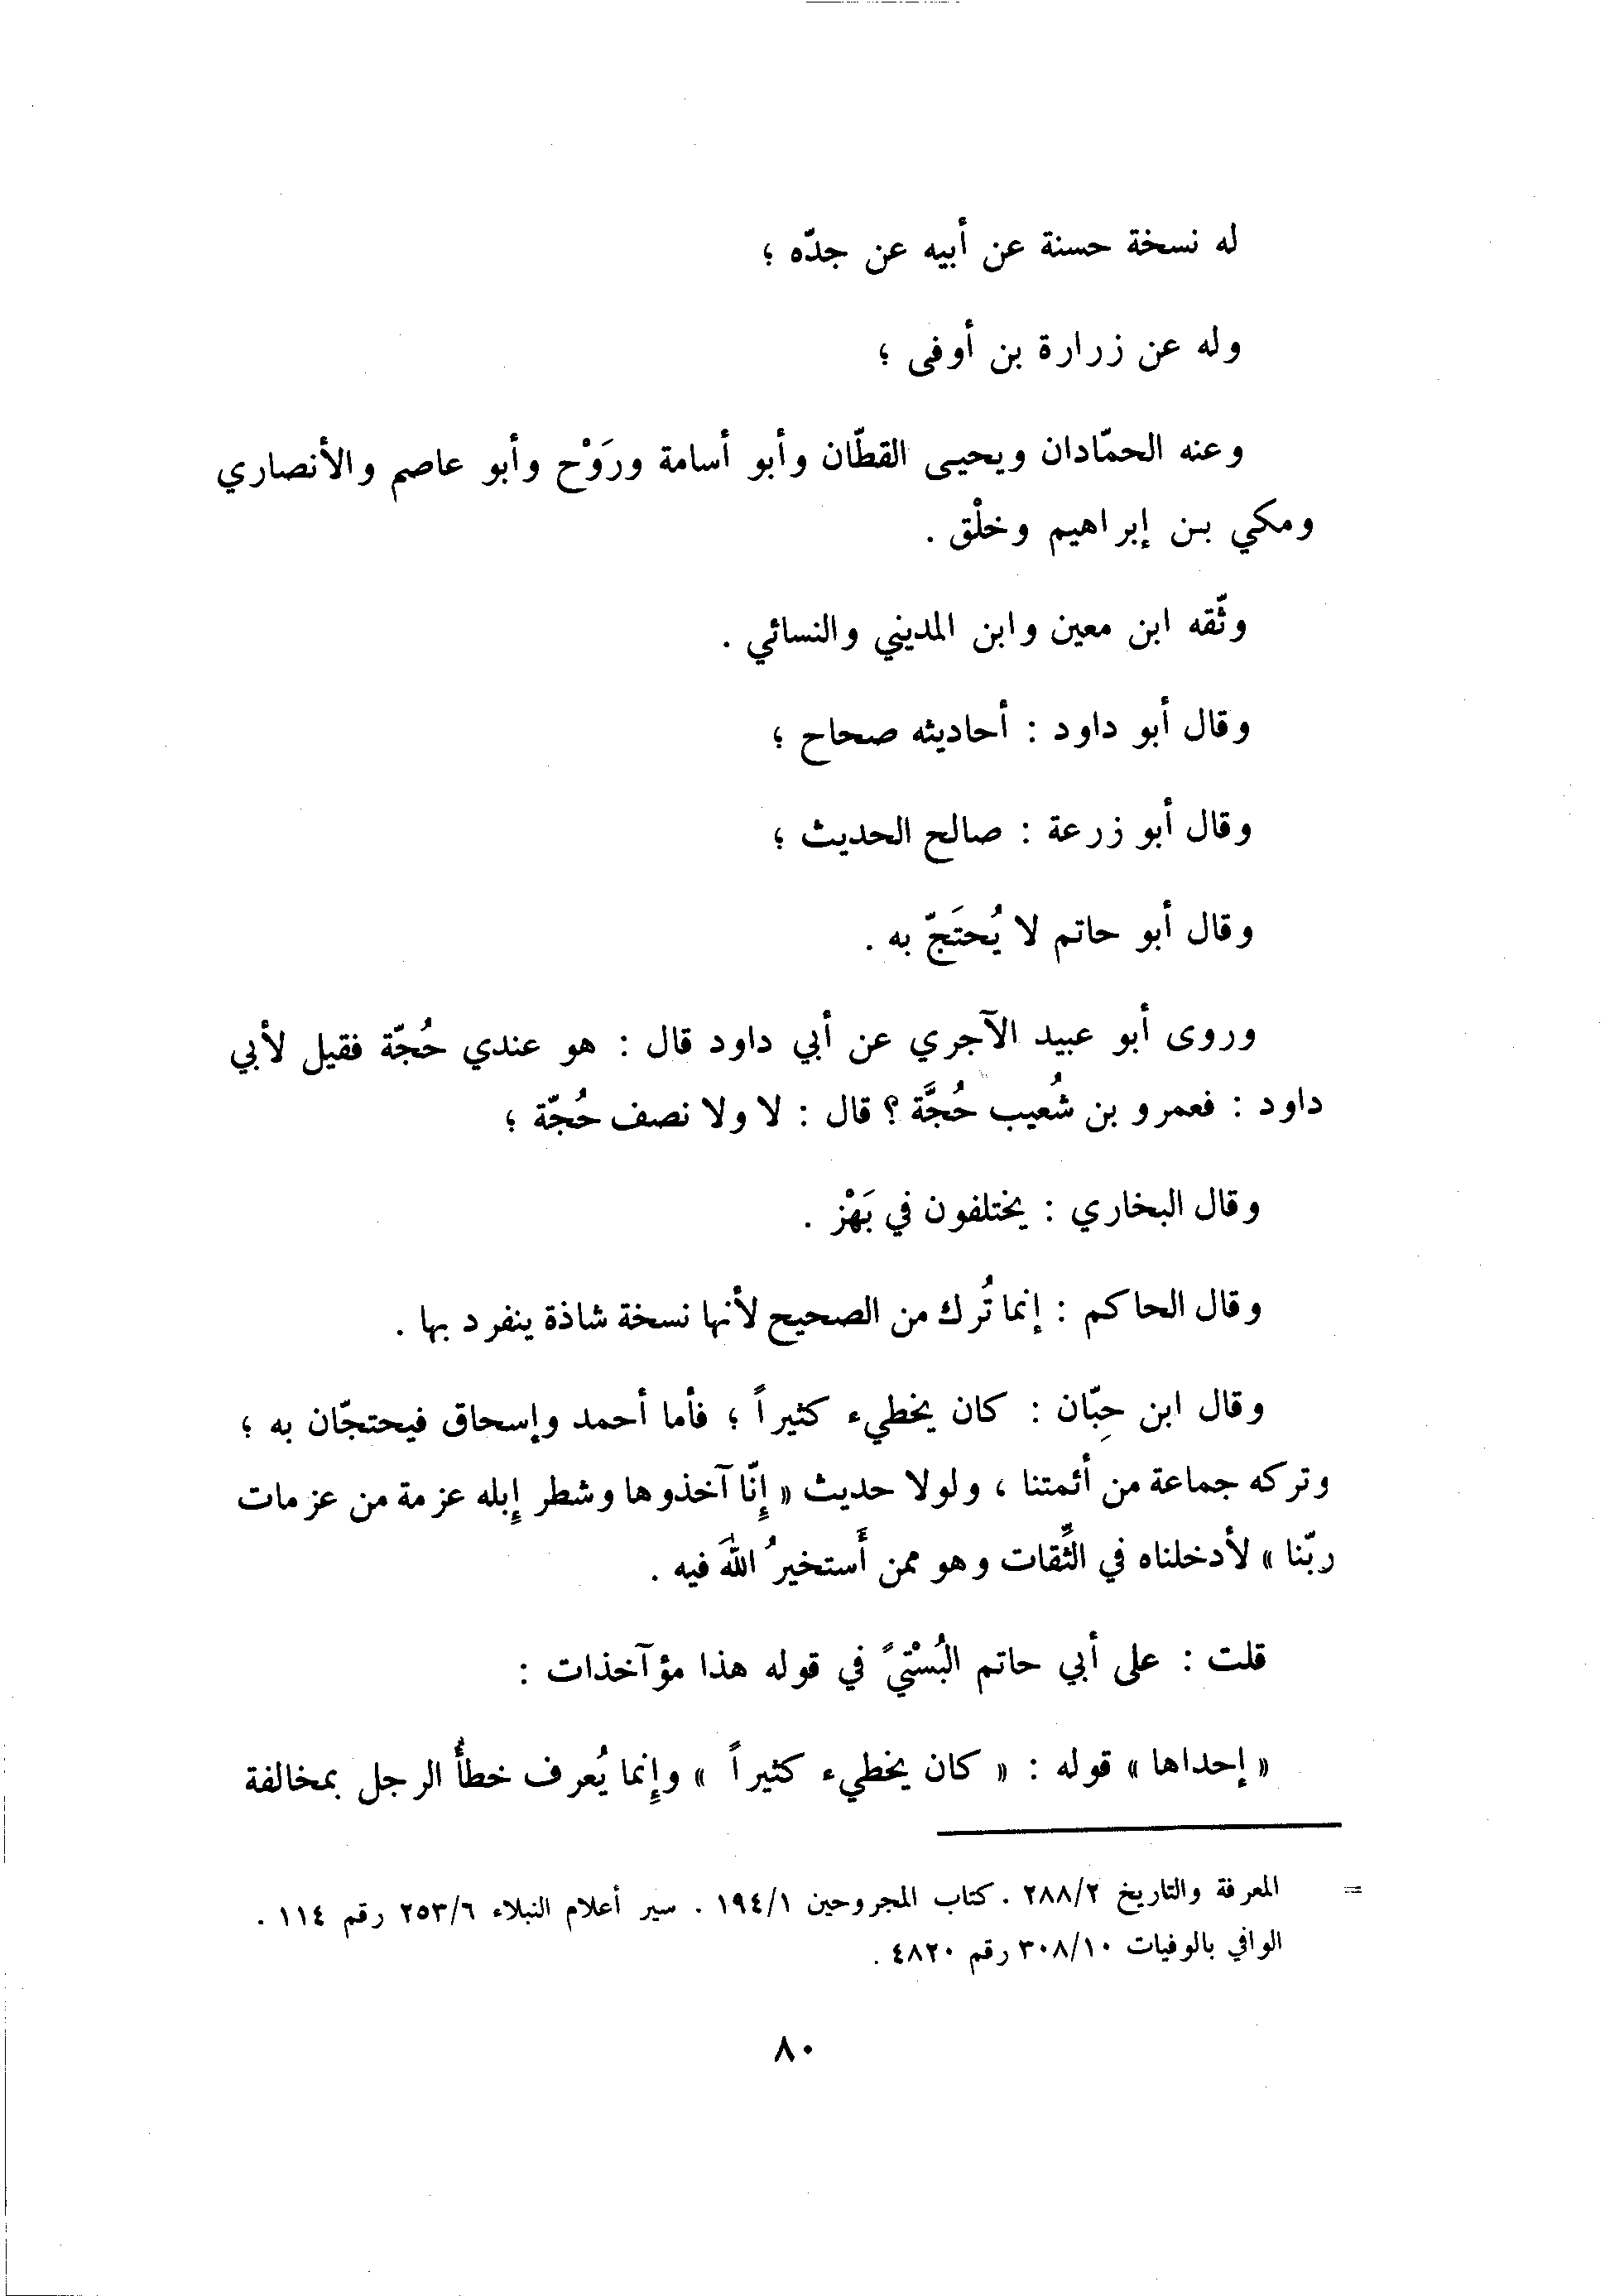 له نسخة حسنة عن أبيه عن جدّه ؛
وله عن زرارة بن أوفى ؛
وعنه الحمّادان ويحيى القطّان وأبو أسامة ورَوْح وأبو عاصم والأنصاري
ومكي بن إبراهيم وخلْق .
وثّقه ابن معين وابن المديني والنسائي .
وقال أبو داود : أحاديثه صحاح ؛
وقال أبو زرعة : صالح الحديث ؛
وقال أبو حاتم لا يُحتَجّ به .
وروى أبو عبيد الآجري عن أبي داود قال : هو عندي حُجّة فقيل لأبي
داود : فعمرو بن شُعيب حُجَّة ؟ قال : لا ولا نصف حُجّة ؛
وقال البخاري : يختلفون في بَهْز .
وقال الحاكم : إنما تُرك من الصحيح لأنها نسخة شاذة ينفرد بها .
وقال ابن حِبّان : كان يخطيء كثيراً ؛ فأما أحمد وإسحاق فيحتجّان به ؛
وتركه جماعة من أئمتنا ، ولولا حديث « إِنّا آخذوها وشطر إِبله عزمة من عزمات
ربّنا » لأدخلناه في الثِّقات وهو ممن أَستخيرُ اللهَ فيه .
قلت : على أبي حاتم البُسْتيً في قوله هذا مؤآخذات :
« إحداها » قوله : « كان يخطيء كثيراً » وإِنما يُعرف خطأُ الرجل بمخالفة
= المعرفة والتاريخ ٢٨٨/٢ . كتاب المجروحين ١٩٤/١ . سير أعلام النبلاء ٢٥٣/٦ رقم ١١٤ .
الوافي بالوفيات ٣٠٨/١٠ رقم ٤٨٢٠ .
٨٠